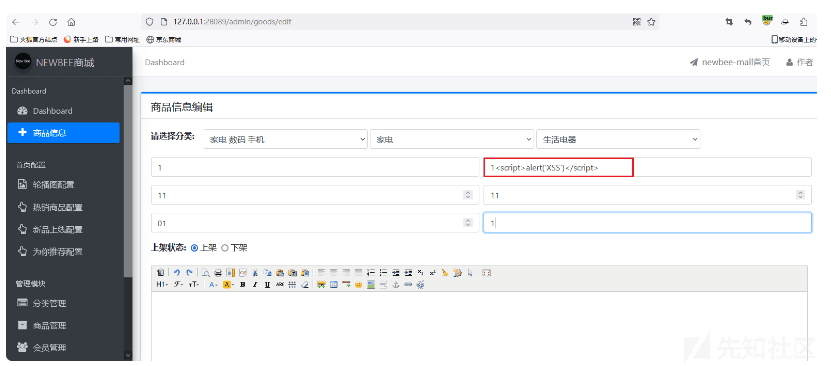 127.0.0.1:28089/admin/goods/edit
火狐官方站点 新手上路 常用网址 京东商城
移动设备上的
NEWBEE商城
Dashboard
newbee-mall首页 作者
Dashboard
Dashboard
商品信息
首页配置
轮播图配置
热销商品配置
新品上线配置
为你推荐配置
管理模块
分类管理
商品管理
会员管理
商品信息编辑
请选择分类: 家电 数码 手机 家电 生活电器
1 1<script>alert('XSS')</script>
11 11
01 1
上架状态: 上架 下架
H1 F TT A A B I U ABC
先知社区